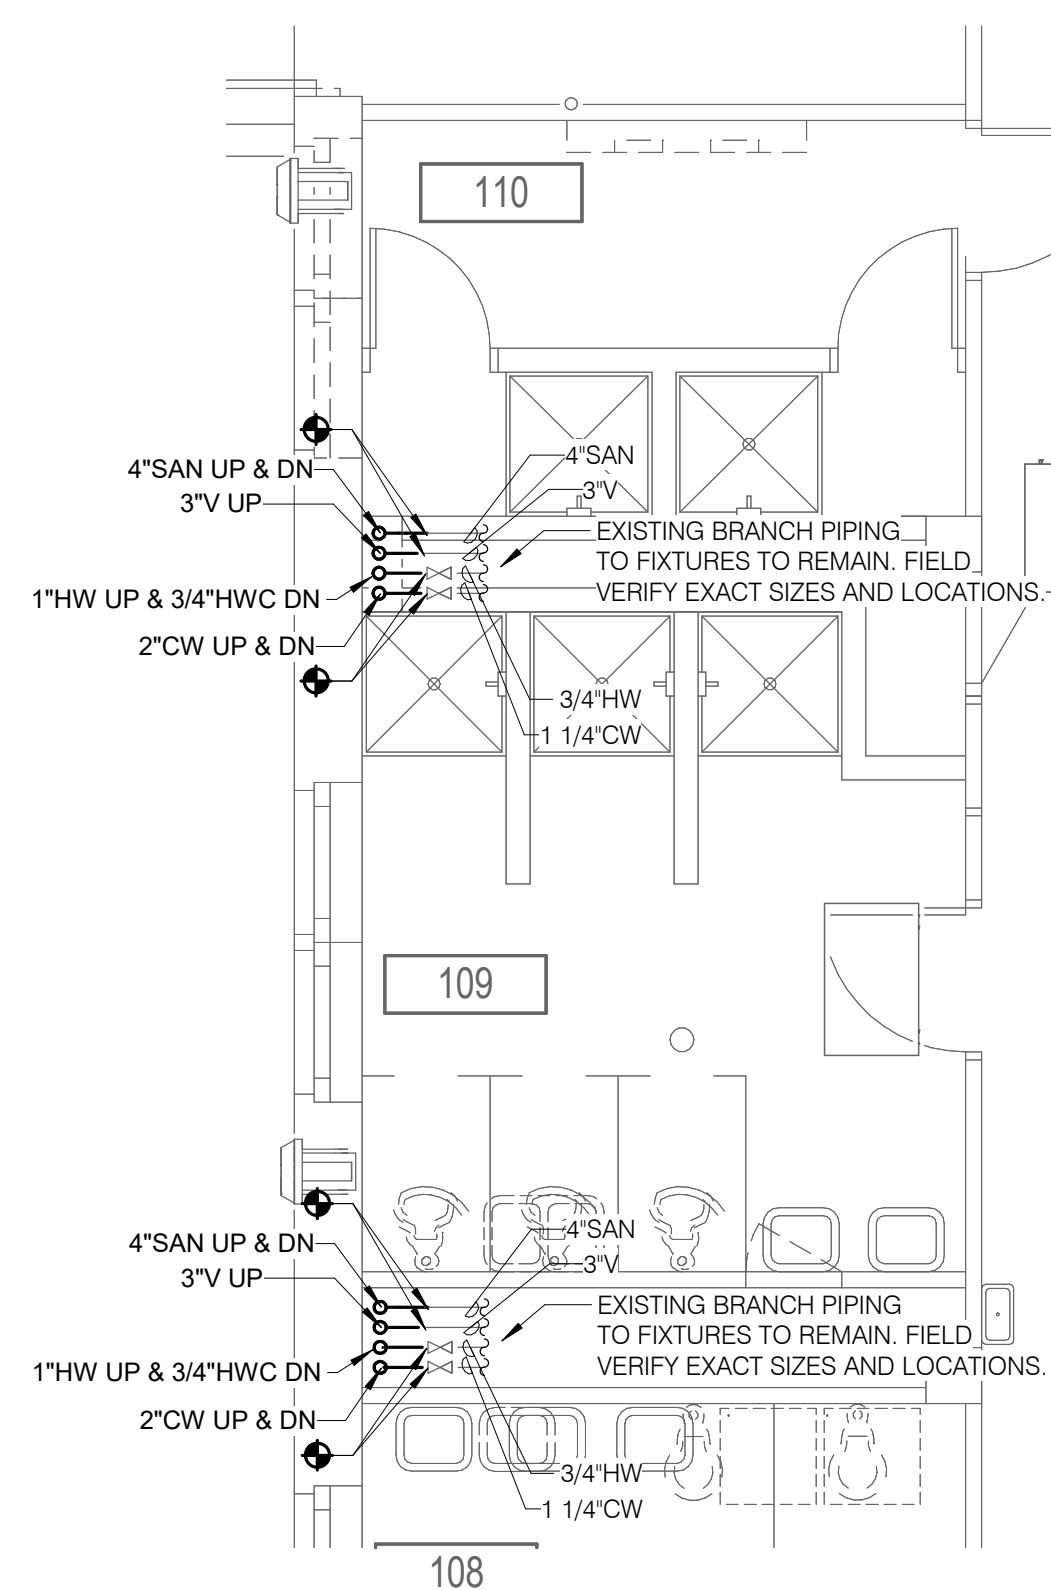 110
4"SAN UP & DN
3"V UP
1"HW UP & 3/4"HWC DN
2"CW UP & DN
4"SAN
3"V
EXISTING BRANCH PIPING
TO FIXTURES TO REMAIN. FIELD
VERIFY EXACT SIZES AND LOCATIONS.
3/4"HW
1 1/4"CW
109
4"SAN UP & DN
3"V UP
1"HW UP & 3/4"HWC DN
2"CW UP & DN
4"SAN
3"V
EXISTING BRANCH PIPING
TO FIXTURES TO REMAIN. FIELD
VERIFY EXACT SIZES AND LOCATIONS.
3/4"HW
1 1/4"CW
108